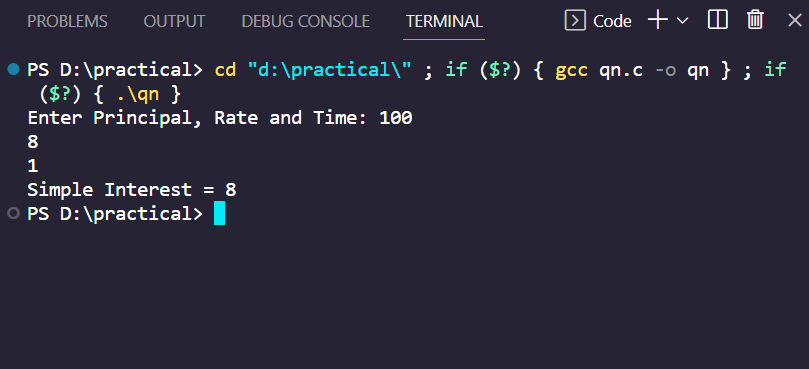 PROBLEMS OUTPUT DEBUG CONSOLE TERMINAL Code
PS D:\practical> cd "d:\practical\" ; if ($?) { gcc qn.c -o qn } ; if
($?) { .\qn }
Enter Principal, Rate and Time: 100
8
1
Simple Interest = 8
PS D:\practical>